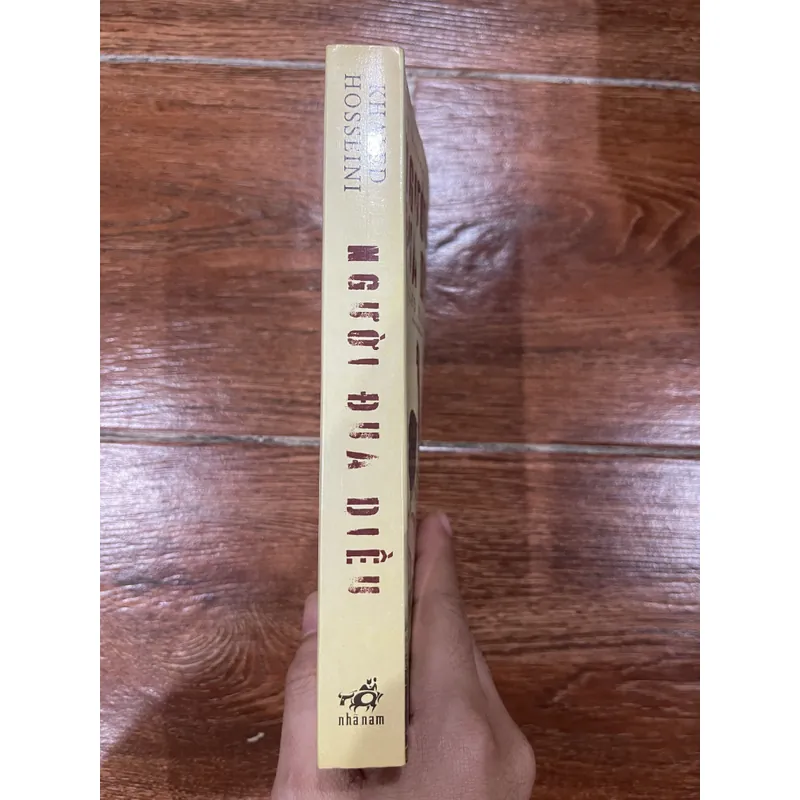 KHALED
HOSSEINI
NGƯỜI ĐUA DIỀU
nhã nam